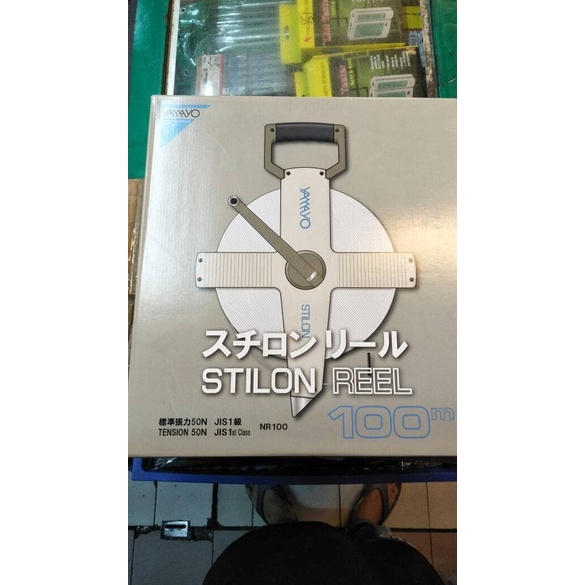 YAMAYO
YAMAYO
STILON
スチロンリール
STILON REEL
100m
標準張力50N JIS1級
TENSION 50N JIS1st Class
NR100